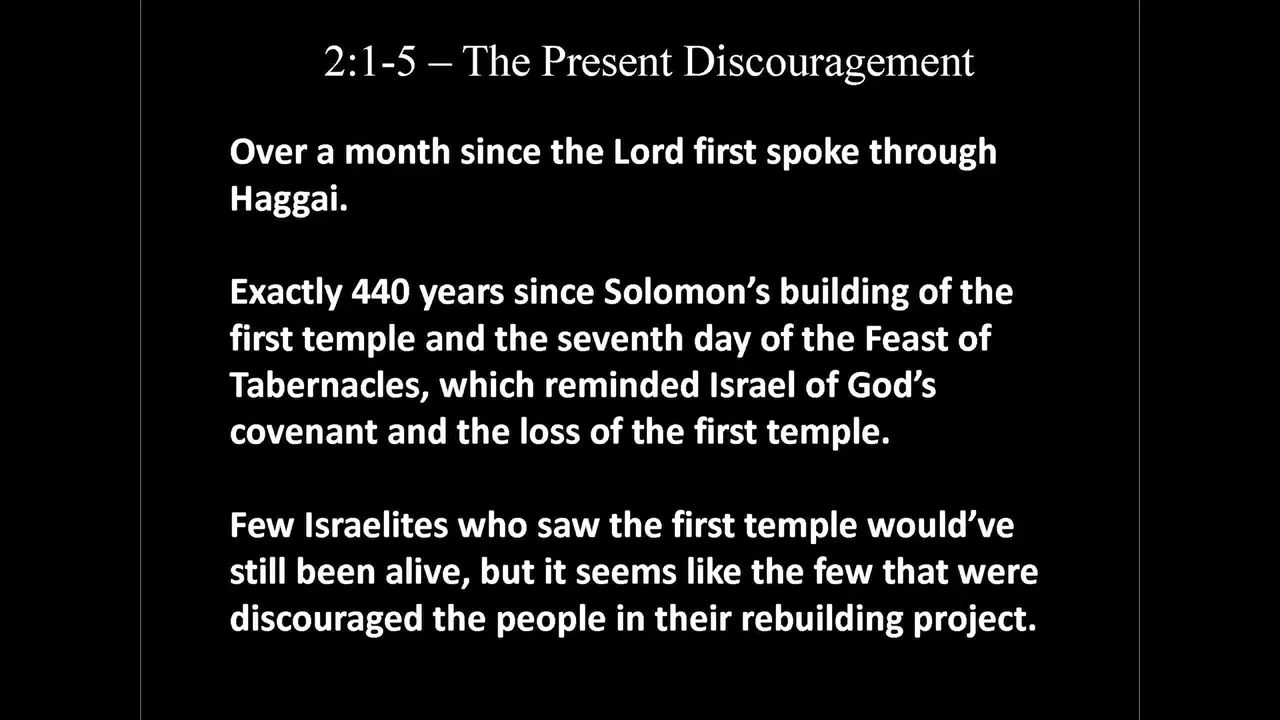 2:1-5 – The Present Discouragement
Over a month since the Lord first spoke through
Haggai.
Exactly 440 years since Solomon’s building of the
first temple and the seventh day of the Feast of
Tabernacles, which reminded Israel of God’s
covenant and the loss of the first temple.
Few Israelites who saw the first temple would’ve
still been alive, but it seems like the few that were
discouraged the people in their rebuilding project.